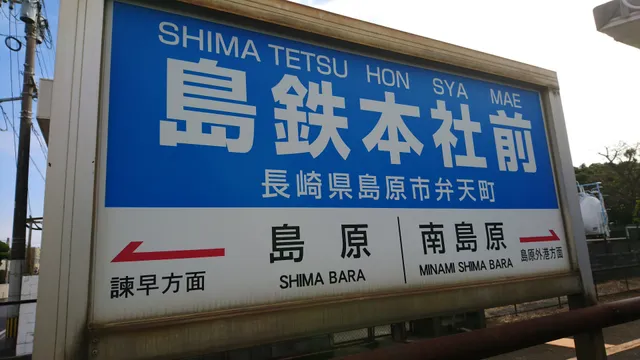 SHIMA TETSU HON SYA MAE
島鉄本社前
長崎県島原市弁天町
島原 南島原
SHIMA BARA MINAMI SHIMA BARA
諫早方面 島原外港方面